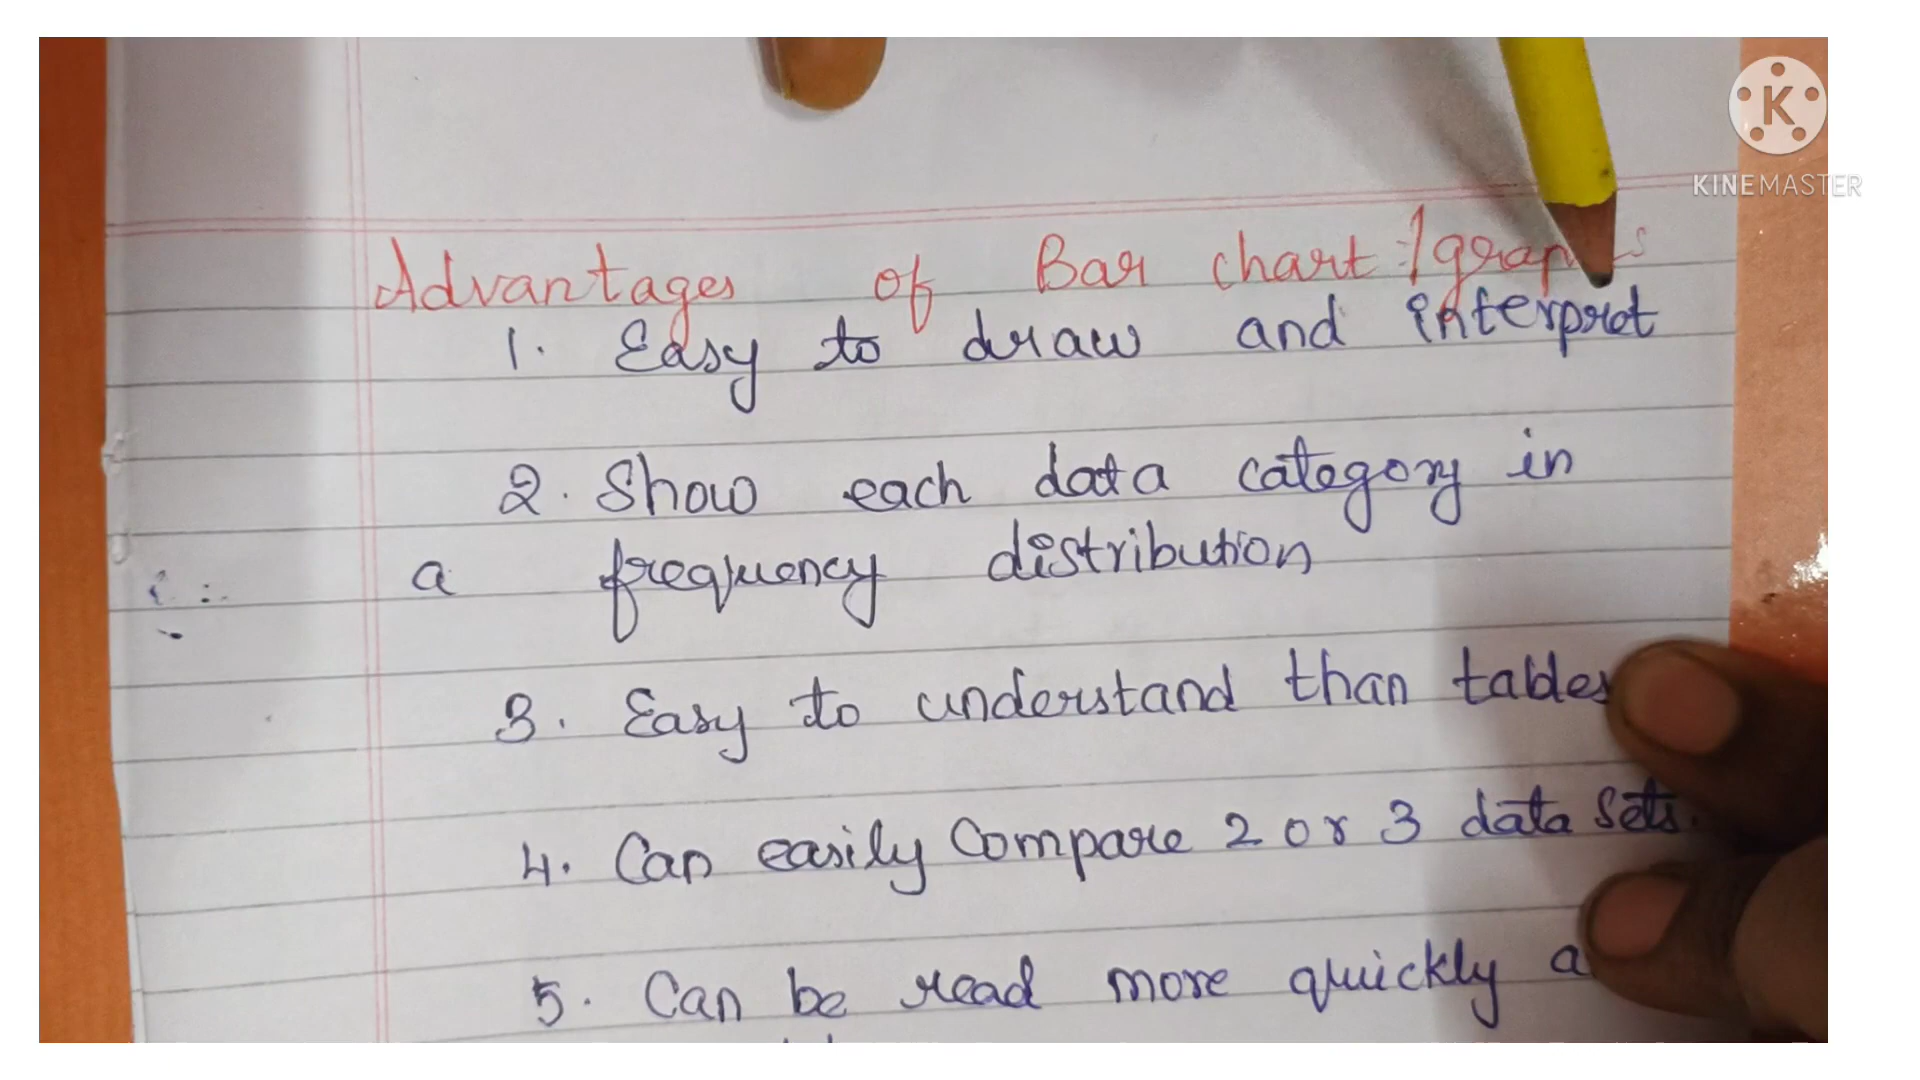 Advantages of Bar chart :/graphs
1. Easy to draw and interpret
2. Show each data category in
a frequency distribution
3. Easy to understand than tables
4. Can easily Compare 2 or 3 data sets.
5. Can be read more quickly
K
KINEMASTER